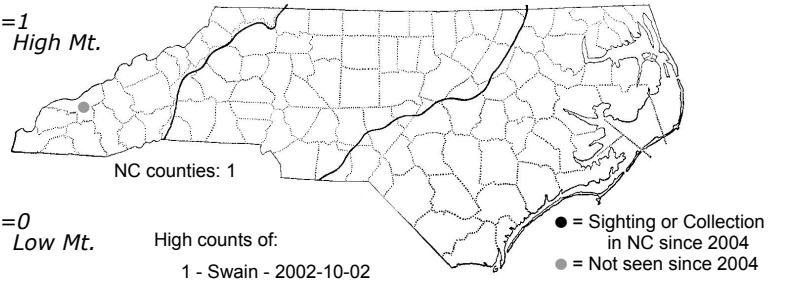 =1
High Mt.
NC counties: 1
=0
Low Mt.
High counts of:
1 - Swain - 2002-10-02
● = Sighting or Collection
in NC since 2004
● = Not seen since 2004